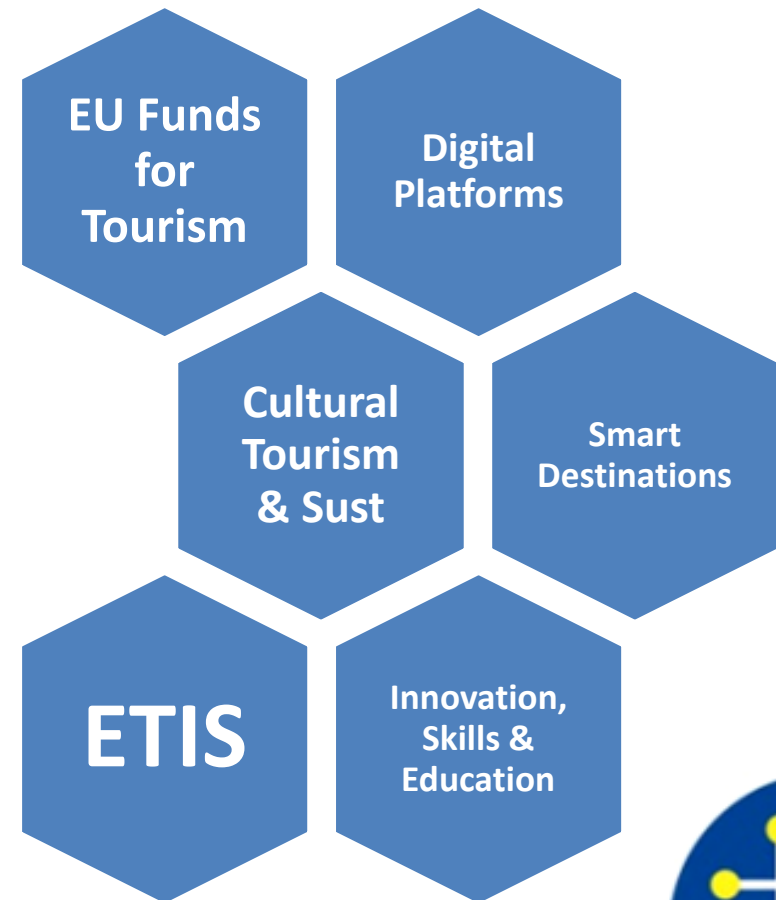 EU Funds
for
Tourism
Digital
Platforms
Cultural
Tourism
& Sust
Smart
Destinations
ETIS
Innovation,
Skills &
Education